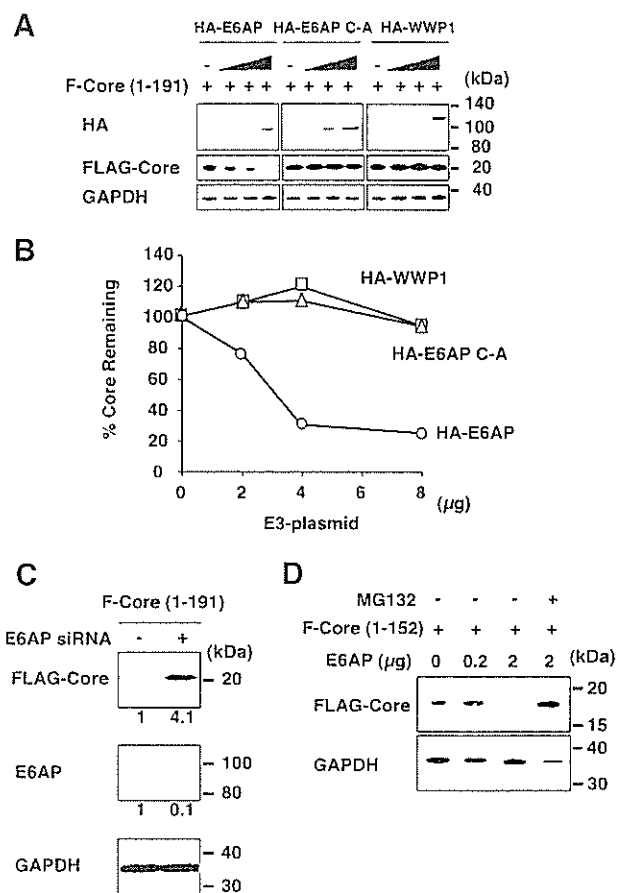 A
HA-E6AP HA-E6AP C-A HA-WWP1
- - -
F-Core (1-191) + + + + + + + + + + + + (kDa)
HA
140
100
80
FLAG-Core
20
GAPDH
40
B
140
120
100
80
60
40
20
0
% Core Remaining
HA-WWP1
HA-E6AP C-A
HA-E6AP
0 2 4 6 8 (μg)
E3-plasmid
C
F-Core (1-191)
E6AP siRNA - + (kDa)
FLAG-Core
20
1 4.1
E6AP
100
80
1 0.1
GAPDH
40
30
D
MG132 - - - +
F-Core (1-152) + + + +
E6AP (μg) 0 0.2 2 2 (kDa)
FLAG-Core
20
15
GAPDH
40
30